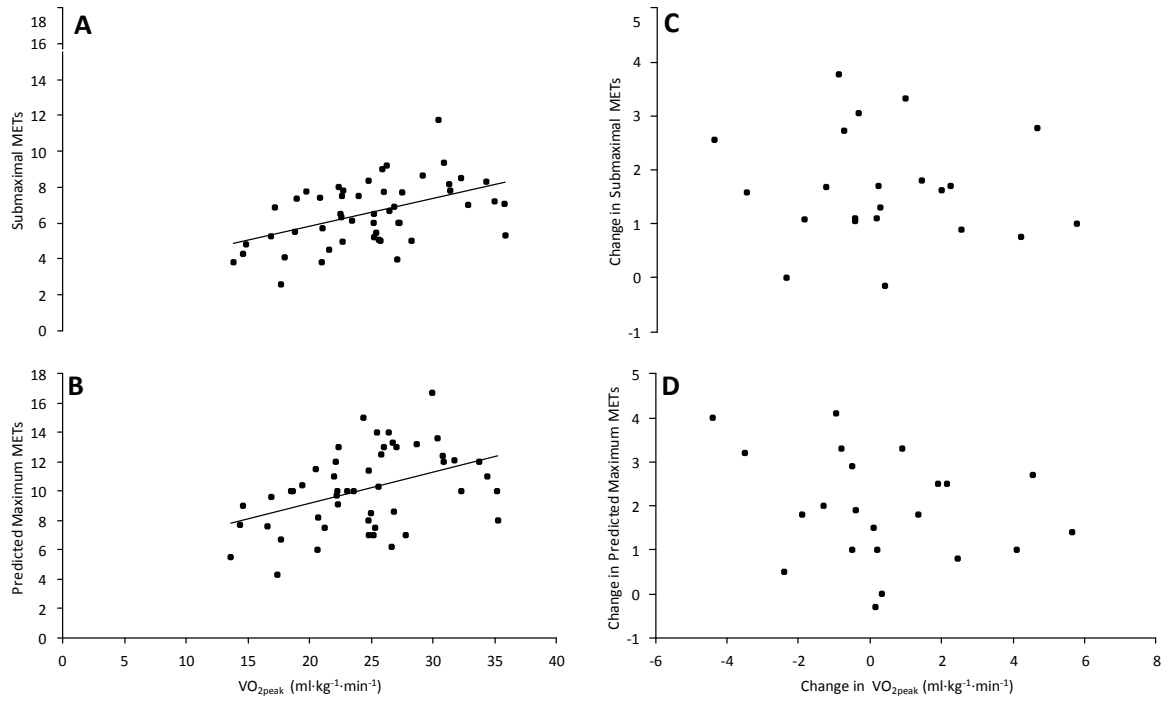 A
Submaximal METs
18
16
14
12
10
8
6
4
2
0
B
Predicted Maximum METs
18
16
14
12
10
8
6
4
2
0
0 5 10 15 20 25 30 35 40
VO2peak (ml·kg-1·min-1)
C
Change in Submaximal METs
5
4
3
2
1
0
-1
D
Change in Predicted Maximum METs
5
4
3
2
1
0
-1
-6 -4 -2 0 2 4 6 8
Change in VO2peak (ml·kg-1·min-1)